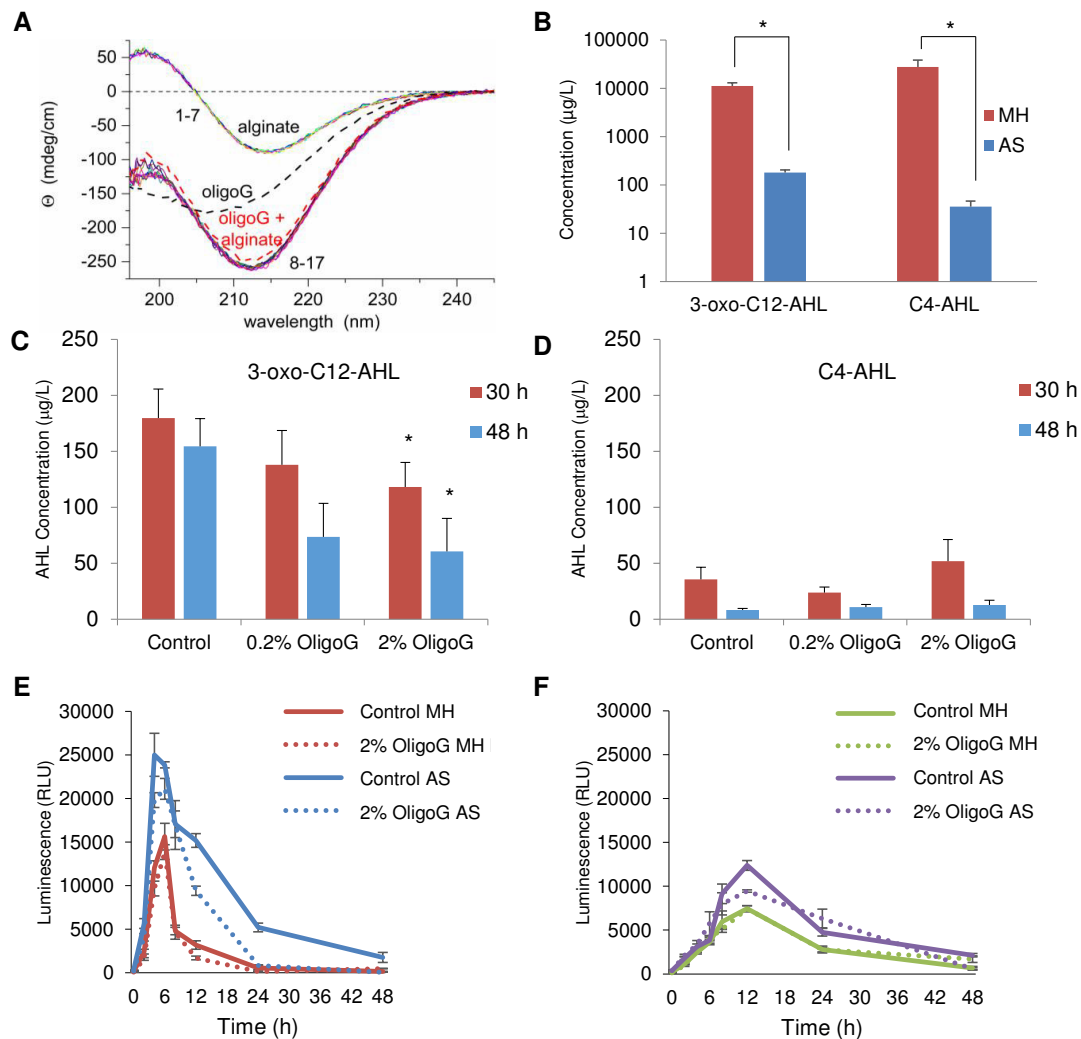 A
50
0
-50
-100
-150
-200
-250
Θ (mdeg/cm)
1-7
alginate
oligoG
oligoG +
alginate
8-17
200
210
220
230
240
wavelength (nm)
B
*
*
100000
10000
1000
100
10
1
Concentration (µg/L)
MH
AS
3-oxo-C12-AHL
C4-AHL
C
250
200
150
100
50
0
AHL Concentration (µg/L)
3-oxo-C12-AHL
30 h
48 h
*
*
Control
0.2% OligoG
2% OligoG
D
250
200
150
100
50
0
AHL Concentration (µg/L)
C4-AHL
30 h
48 h
Control
0.2% OligoG
2% OligoG
E
30000
25000
20000
15000
10000
5000
0
Luminescence (RLU)
Control MH
2% OligoG MH
Control AS
2% OligoG AS
0 6 12 18 24 30 36 42 48
Time (h)
F
30000
25000
20000
15000
10000
5000
0
Luminescence (RLU)
Control MH
2% OligoG MH
Control AS
2% OligoG AS
0 6 12 18 24 30 36 42 48
Time (h)